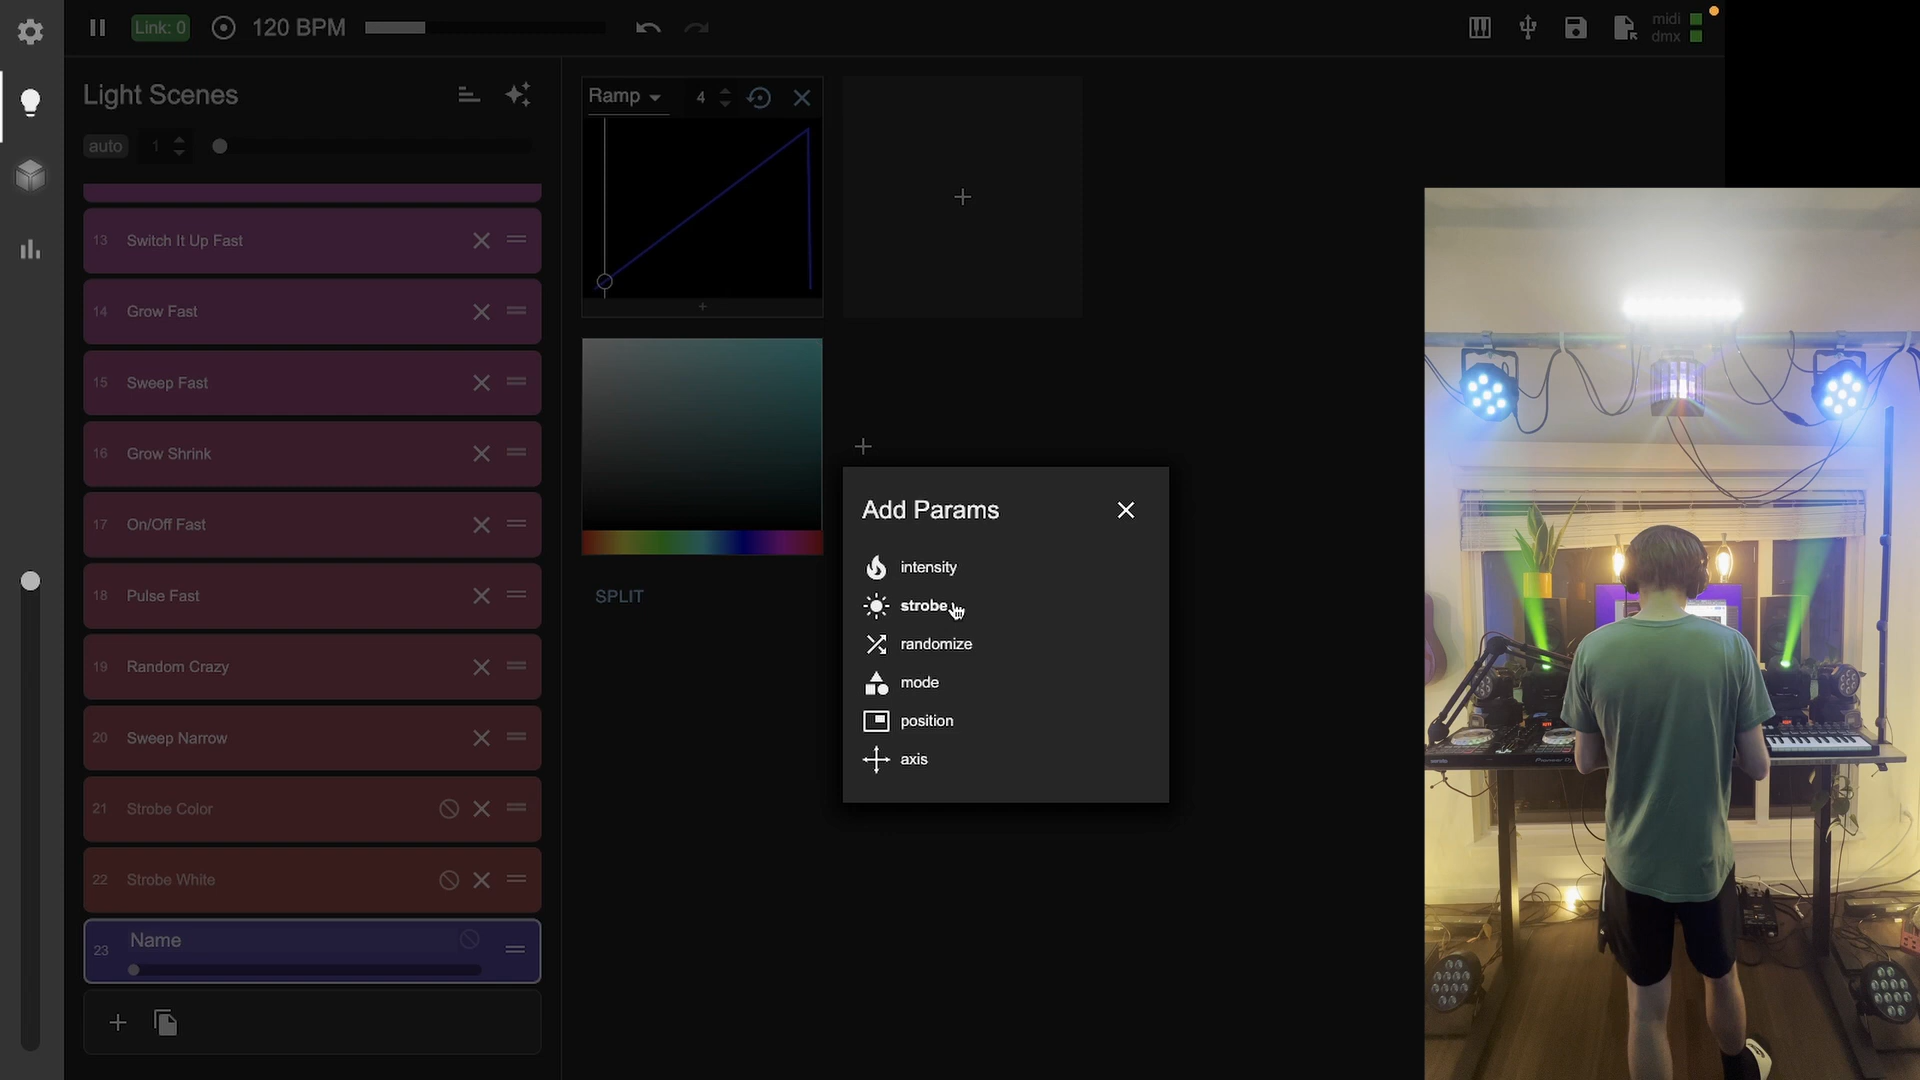 Link: 0
120 BPM
midi
dmx
Light Scenes
auto
1
13 Switch It Up Fast
14 Grow Fast
15 Sweep Fast
16 Grow Shrink
17 On/Off Fast
18 Pulse Fast
19 Random Crazy
20 Sweep Narrow
21 Strobe Color
22 Strobe White
23 Name
Ramp
4
SPLIT
Add Params
intensity
strobe
randomize
mode
position
axis